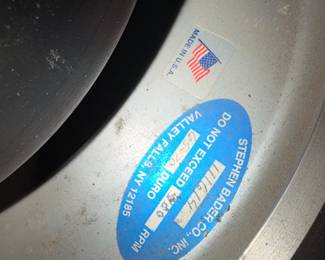 MADE IN U.S.A.
STEPHEN BADER CO., INC.
DO NOT EXCEED
DURO RPM
VALLEY FALLS, NY 12185